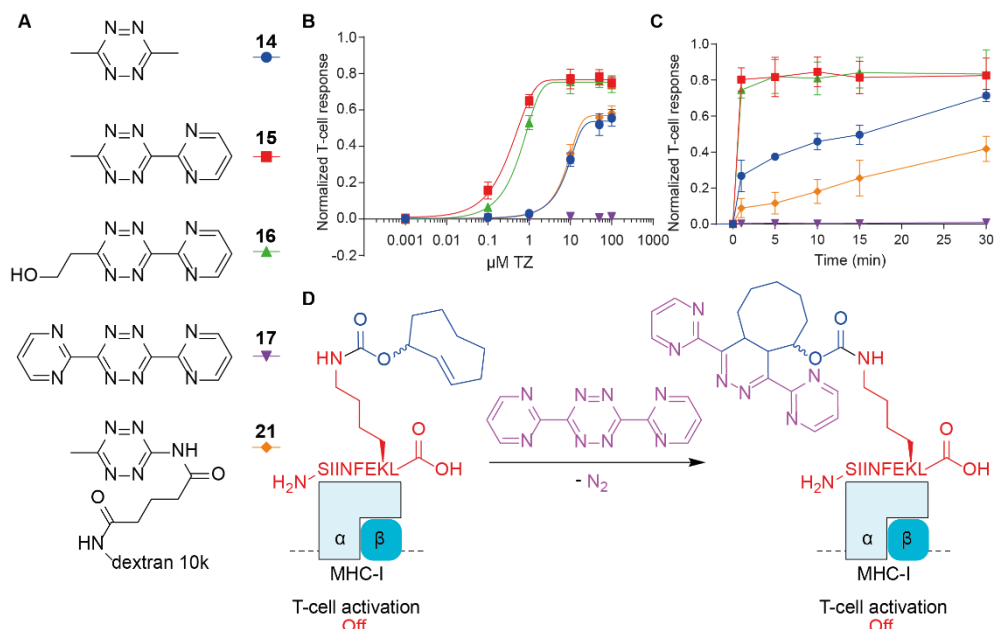 A
N=N
N=N
14
N=N
N=N
N
N
15
N=N
N=N
N
N
HO
16
N
N
N=N
N=N
N
N
17
N=N
N=N
NH
O
O
HN
dextran 10k
21
B
Normalized T-cell response
1.0
0.8
0.6
0.4
0.2
0.0
-0.2
0.001
0.01
0.1
1
10
100
1000
µM TZ
C
Normalized T-cell response
1.0
0.8
0.6
0.4
0.2
0.0
0
5
10
15
20
25
30
Time (min)
D
O
HN
O
OH
O
H₂N
SIINFEKL
α
β
MHC-I
T-cell activation
Off
N
N
N=N
N=N
N
N
- N₂
N
N
N
N
N
N
O
O
NH
O
OH
H₂N
SIINFEKL
α
β
MHC-I
T-cell activation
Off